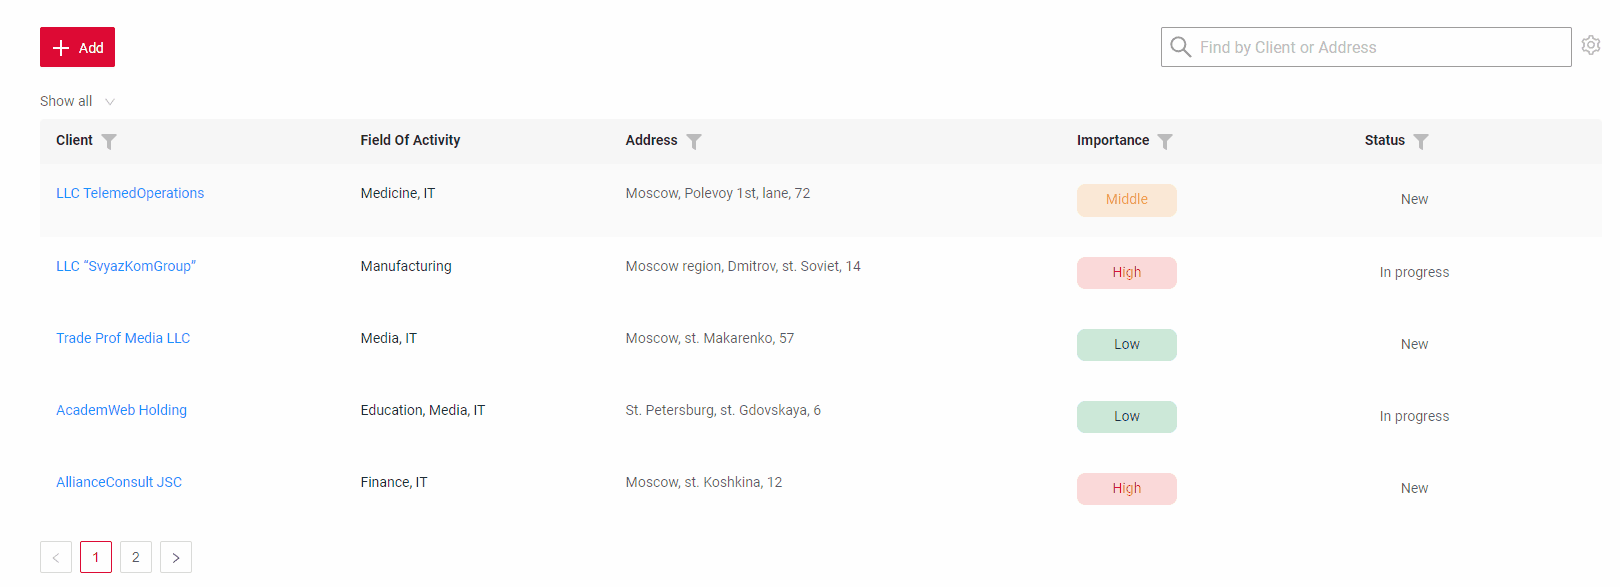 Add
Find by Client or Address
Show all
Client Field Of Activity Address Importance Status
LLC TelemedOperations Medicine, IT Moscow, Polevoy 1st, lane, 72 Middle New
LLC “SvyazKomGroup” Manufacturing Moscow region, Dmitrov, st. Soviet, 14 High In progress
Trade Prof Media LLC Media, IT Moscow, st. Makarenko, 57 Low New
AcademWeb Holding Education, Media, IT St. Petersburg, st. Gdovskaya, 6 Low In progress
AllianceConsult JSC Finance, IT Moscow, st. Koshkina, 12 High New
< 1 2 >